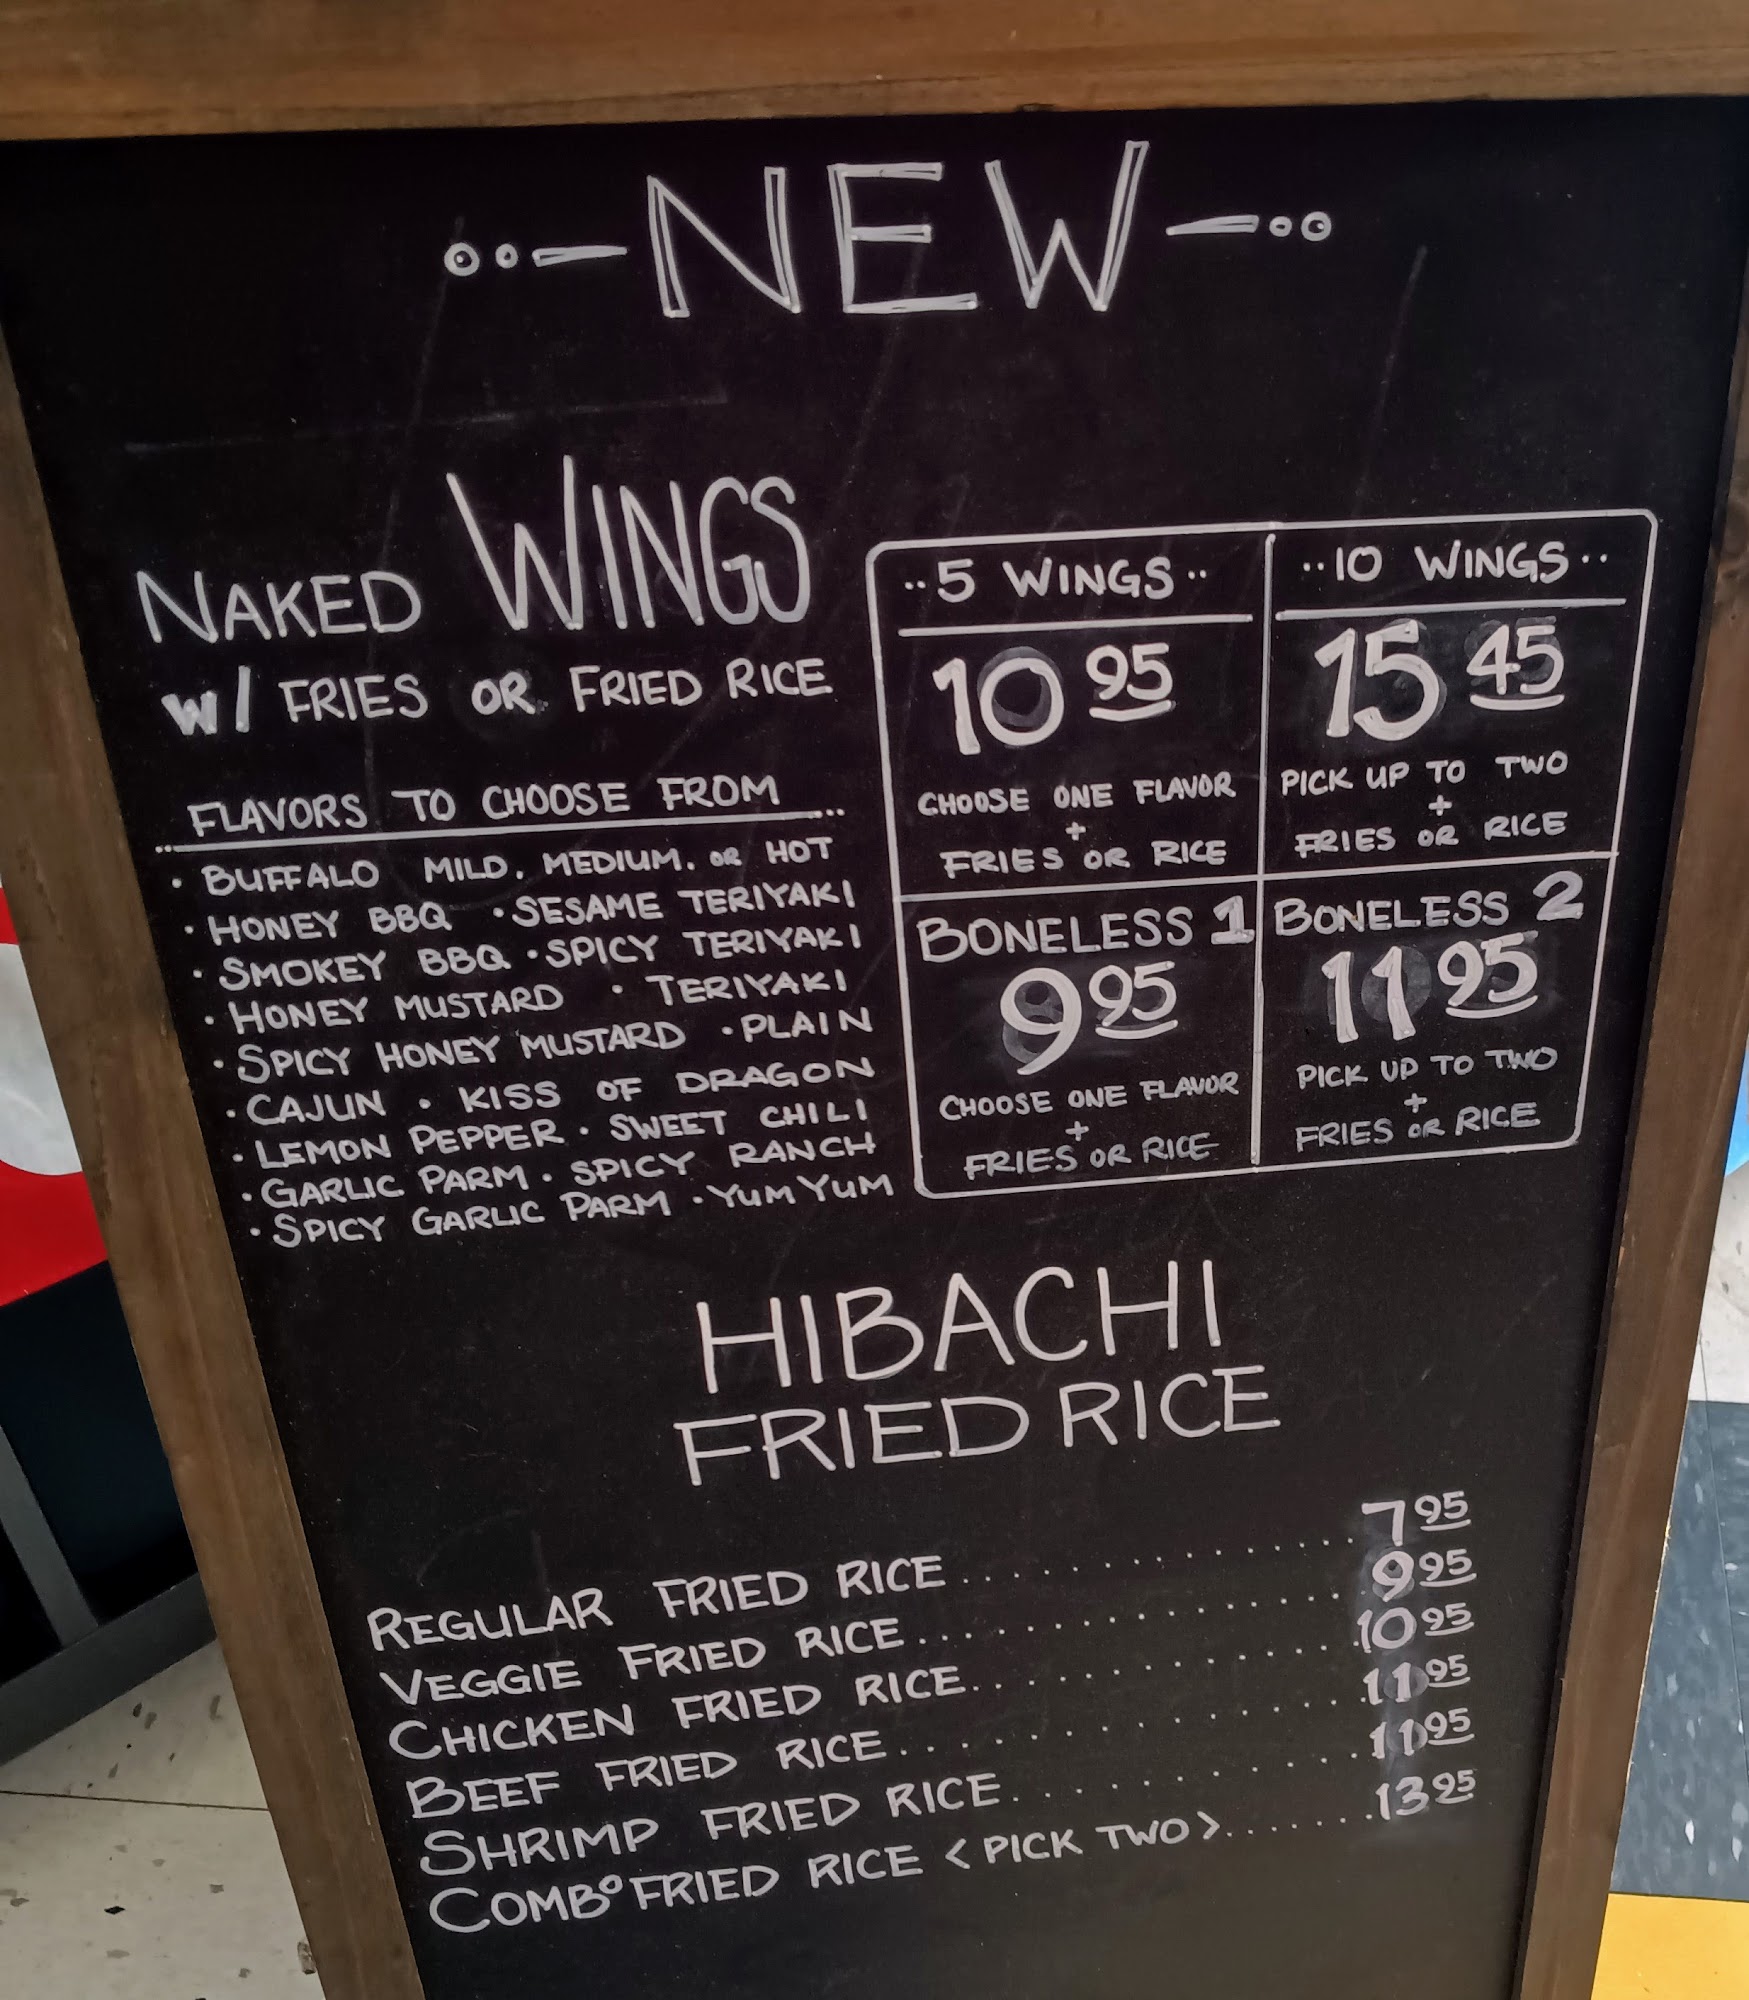 NEW
NAKED WINGS
W/ FRIES OR FRIED RICE
FLAVORS TO CHOOSE FROM
• BUFFALO MILD, MEDIUM, OR HOT
• HONEY BBQ • SESAME TERIYAKI
• SMOKEY BBQ • SPICY TERIYAKI
• HONEY MUSTARD • TERIYAKI
• SPICY HONEY MUSTARD • PLAIN
• CAJUN • KISS OF DRAGON
• LEMON PEPPER • SWEET CHILI
• GARLIC PARM • SPICY RANCH
• SPICY GARLIC PARM • YUM YUM
..5 WINGS..
10 95
CHOOSE ONE FLAVOR
+
FRIES OR RICE
..10 WINGS..
15 45
PICK UP TO TWO
+
FRIES OR RICE
BONELESS 1
9 95
CHOOSE ONE FLAVOR
+
FRIES OR RICE
BONELESS 2
11 95
PICK UP TO TWO
+
FRIES OR RICE
HIBACHI
FRIED RICE
REGULAR FRIED RICE.............. 7 95
VEGGIE FRIED RICE............... 9 95
CHICKEN FRIED RICE.............. 10 95
BEEF FRIED RICE................. 11 95
SHRIMP FRIED RICE............... 11 95
COMBO FRIED RICE <PICK TWO>....... 13 95